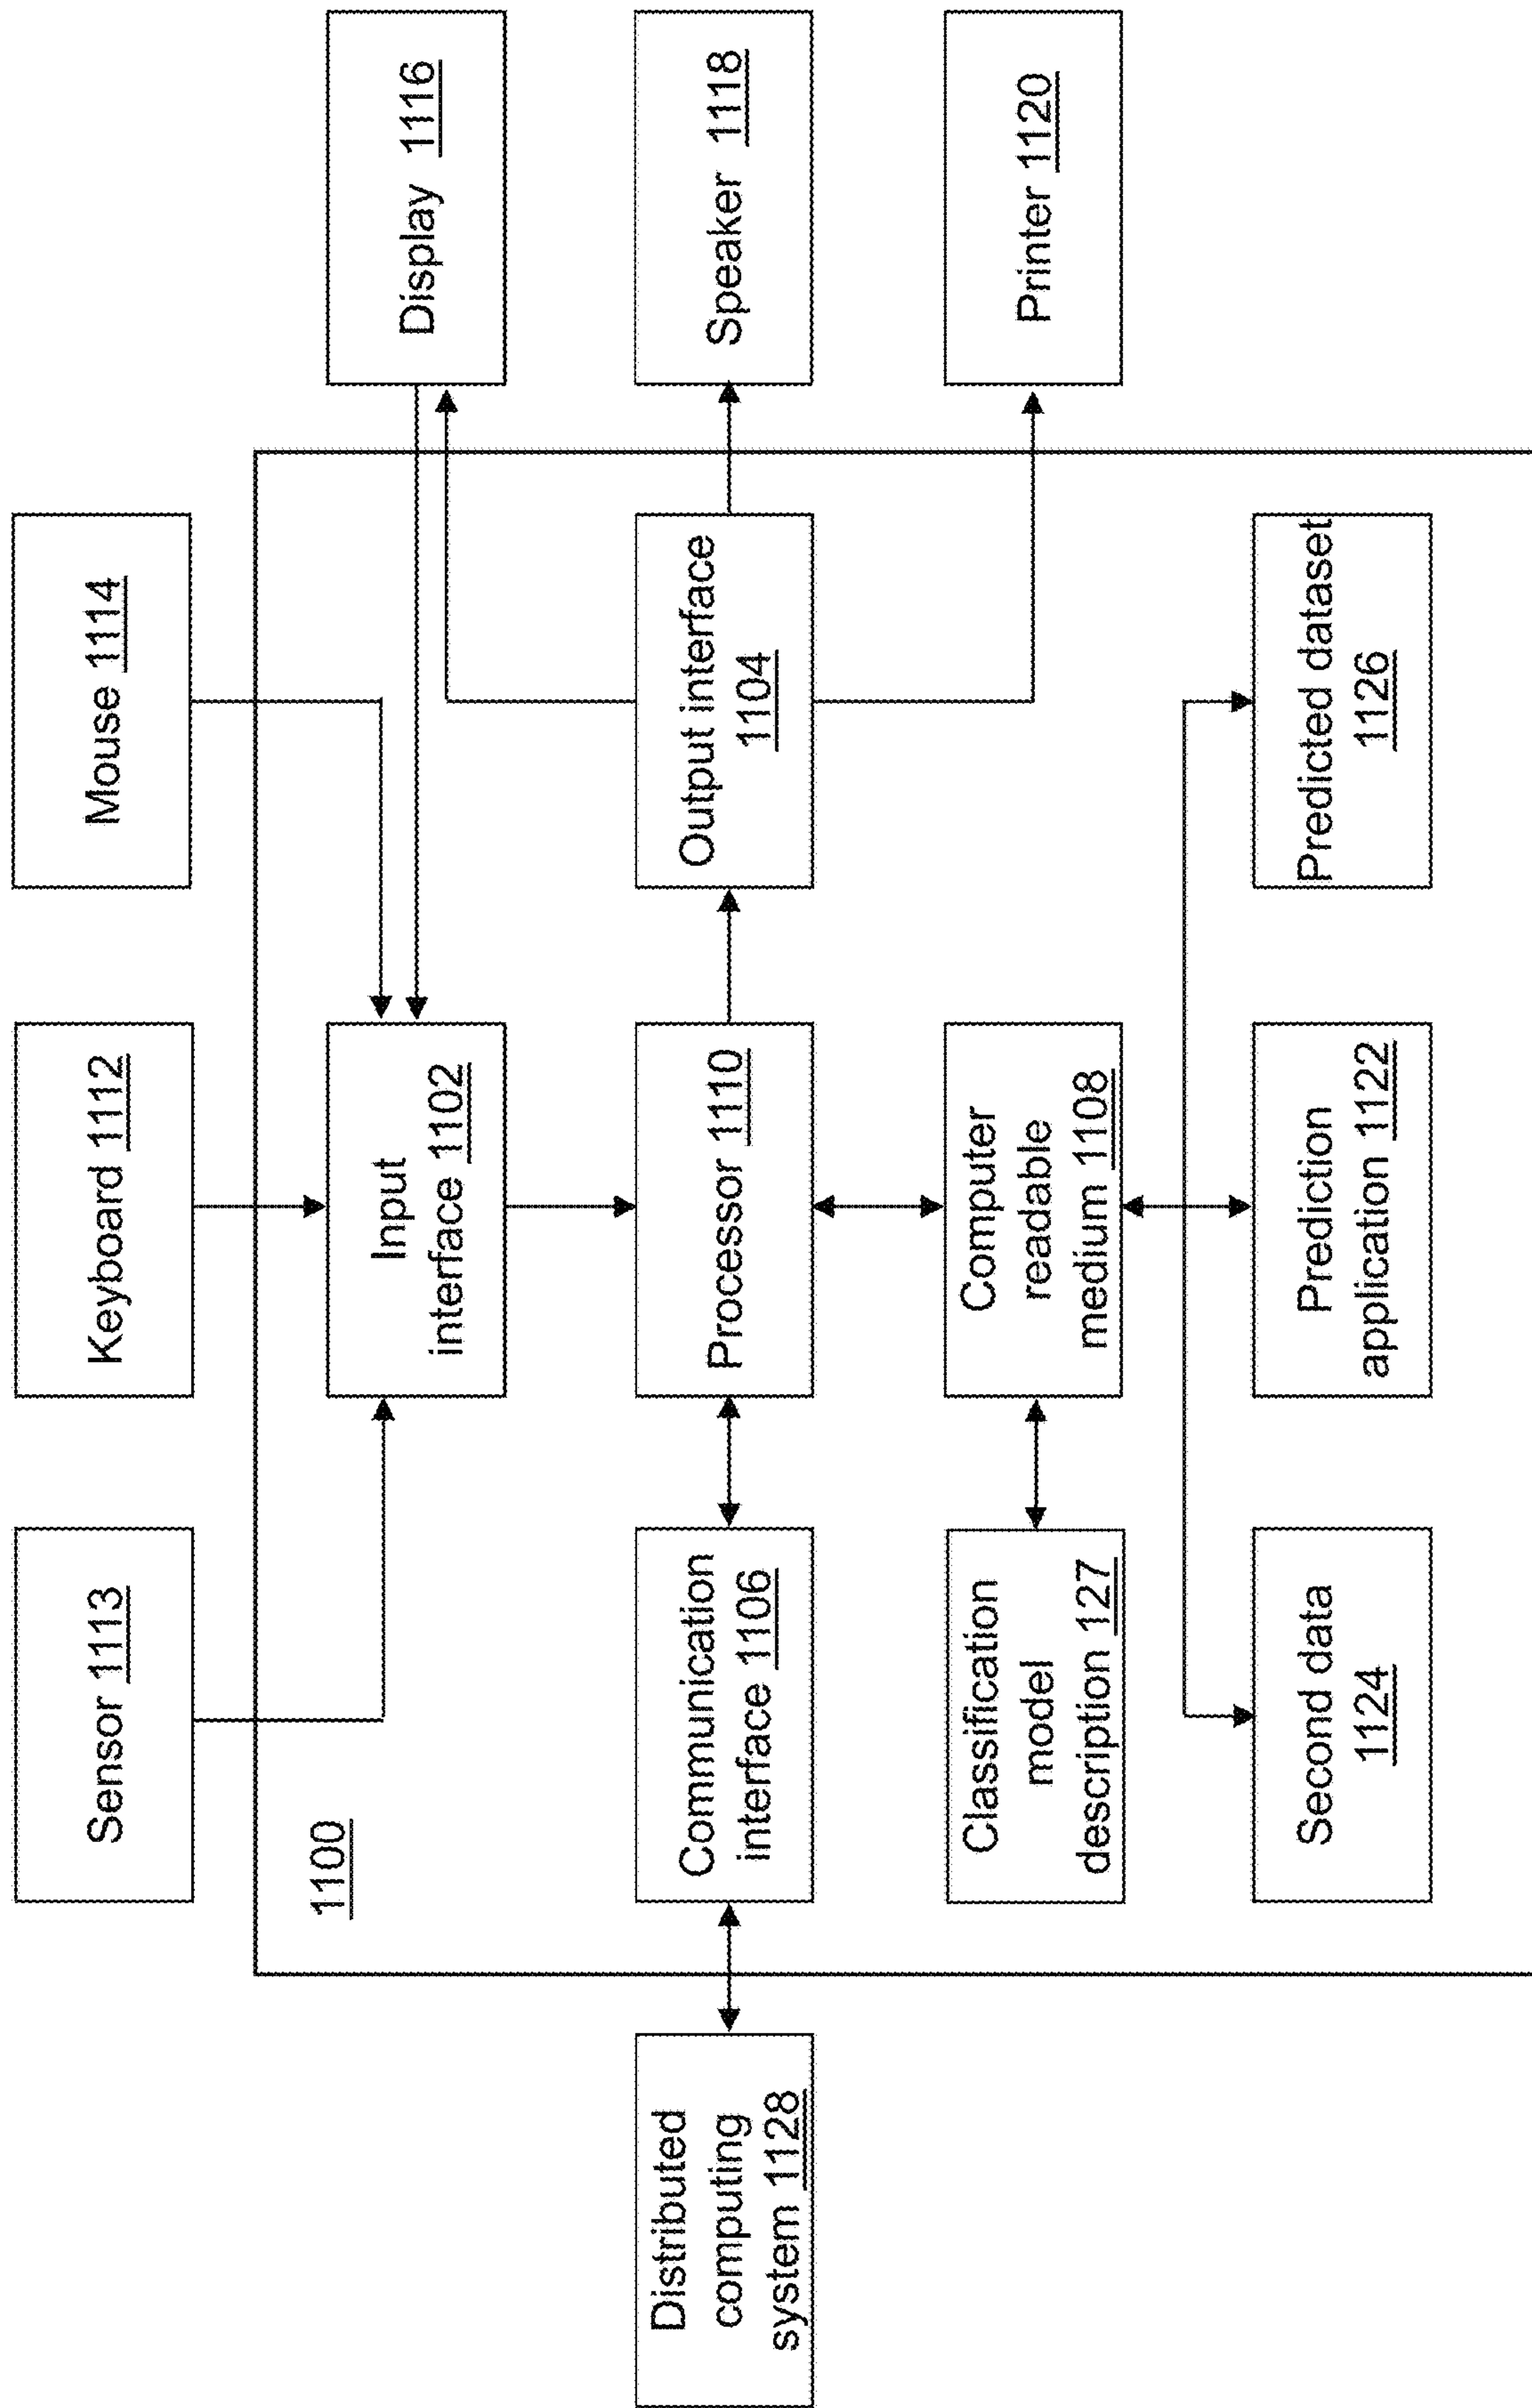 Sensor 1113
Keyboard 1112
Mouse 1114
1100
Input
interface 1102
Display 1116
Distributed
computing
system 1128
Communication
interface 1106
Processor 1110
Output interface
1104
Speaker 1118
Classification
model
description 127
Computer
readable
medium 1108
Printer 1120
Second data
1124
Prediction
application 1122
Predicted dataset
1126